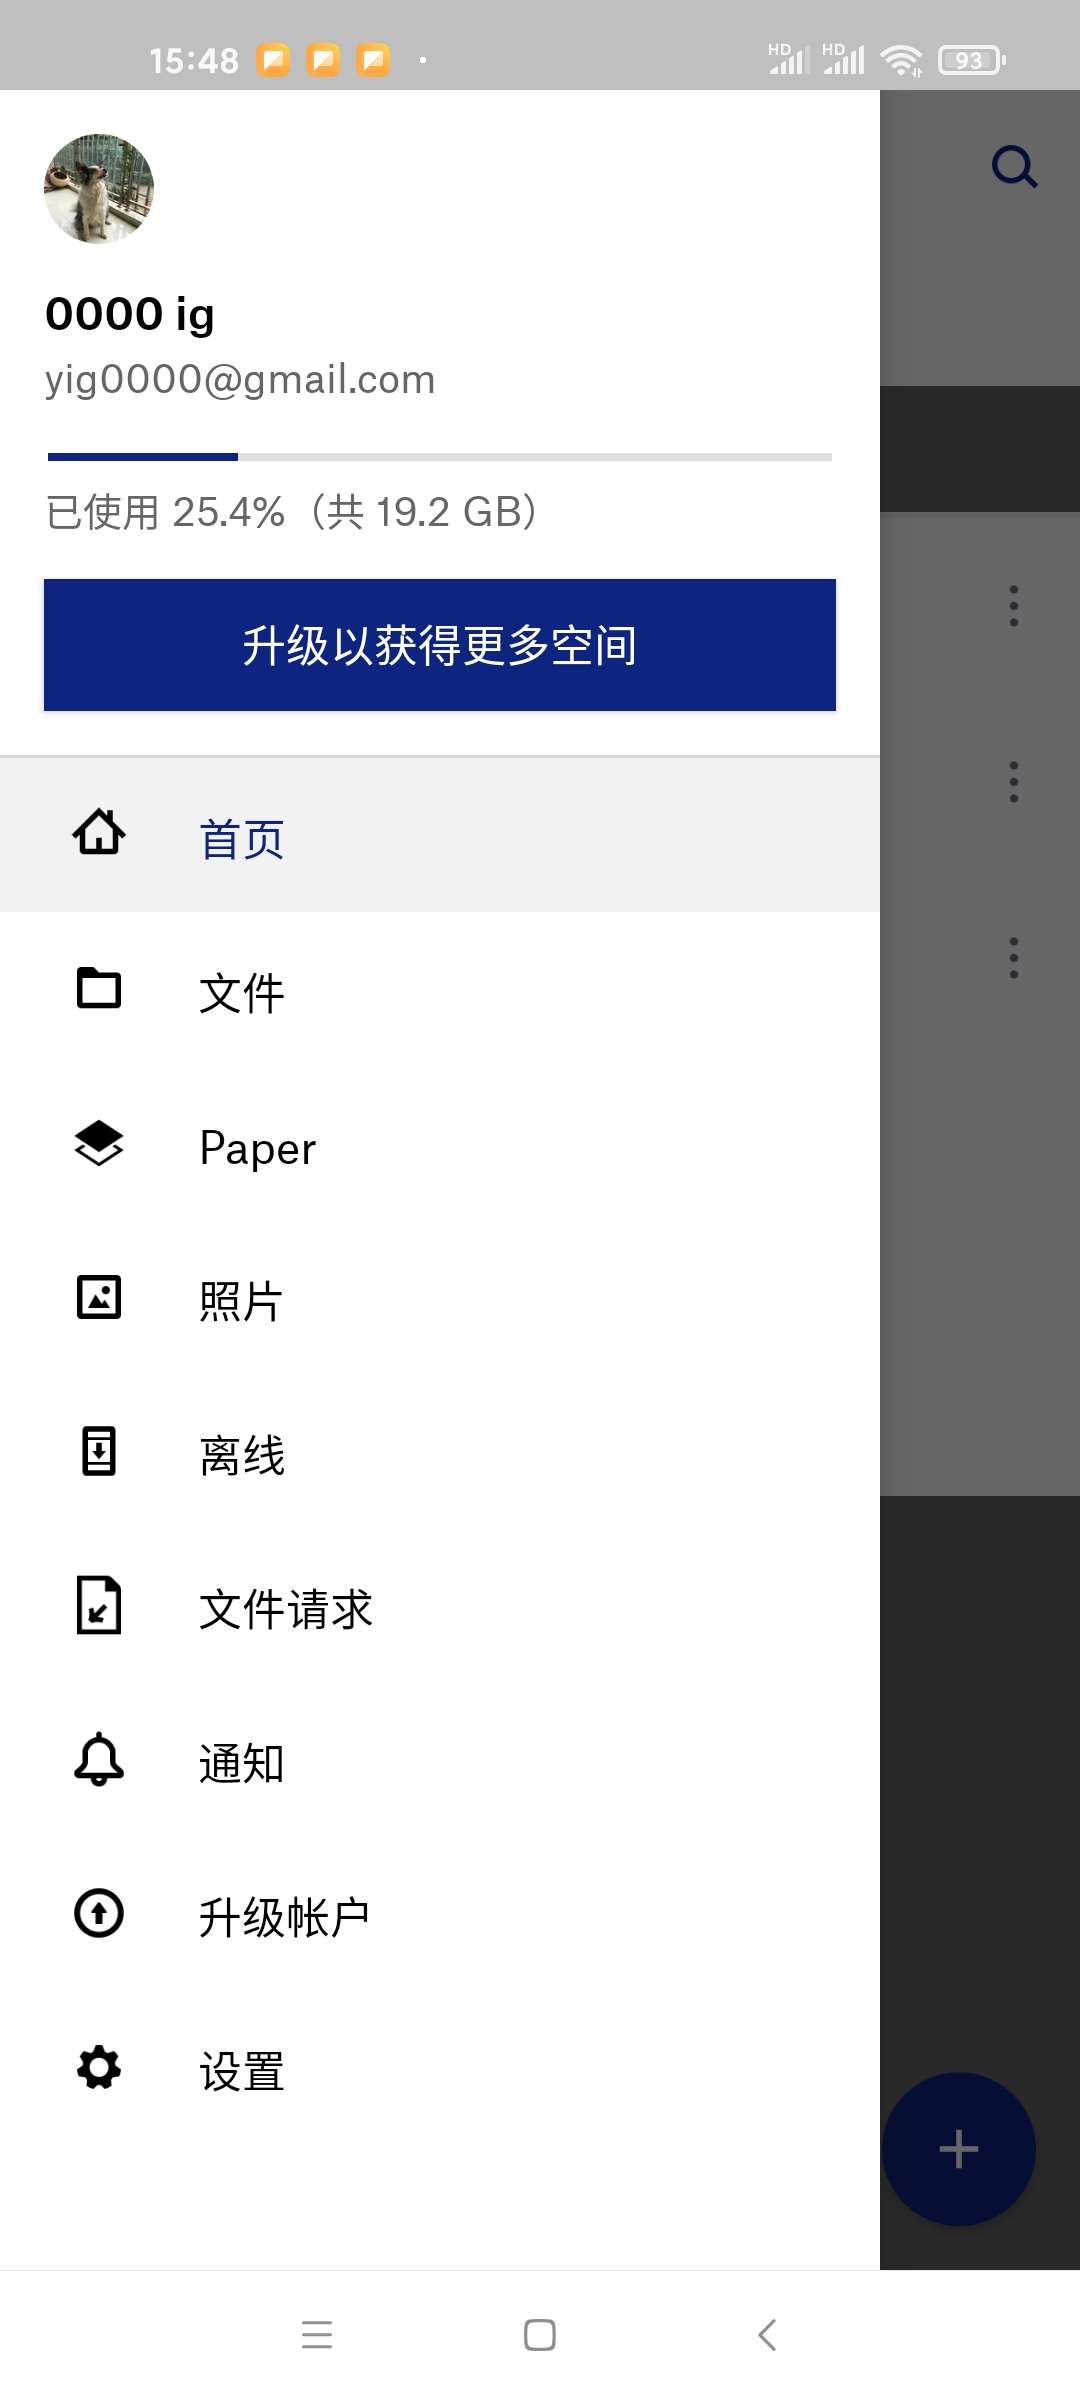 15:48
HD HD 93
0000 ig
yig0000@gmail.com
已使用 25.4%（共 19.2 GB）
升级以获得更多空间
首页
文件
Paper
照片
离线
文件请求
通知
升级帐户
设置